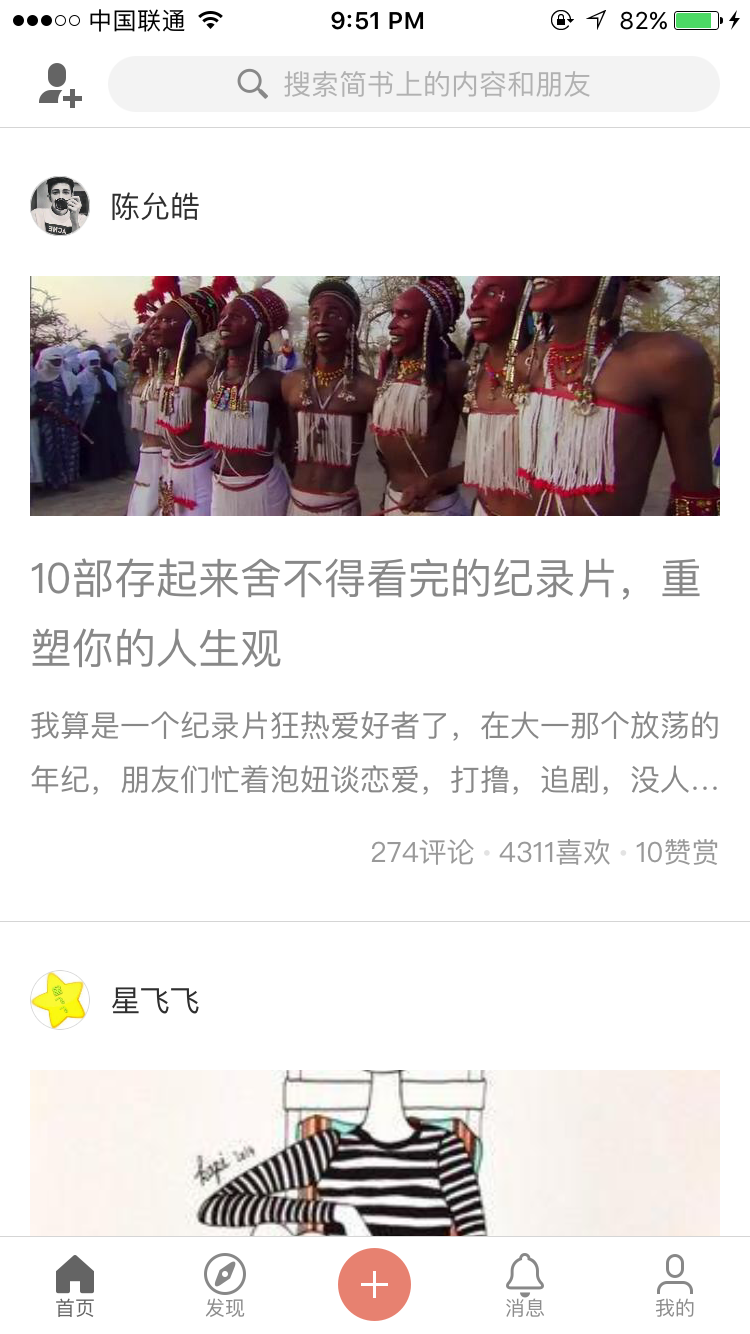 中国联通
9:51 PM
82%
搜索简书上的内容和朋友
陈允皓
10部存起来舍不得看完的纪录片，重
塑你的人生观
我算是一个纪录片狂热爱好者了，在大一那个放荡的
年纪，朋友们忙着泡妞谈恋爱，打撸，追剧，没人...
274评论 • 4311喜欢 • 10赞赏
星飞飞
首页
发现
消息
我的